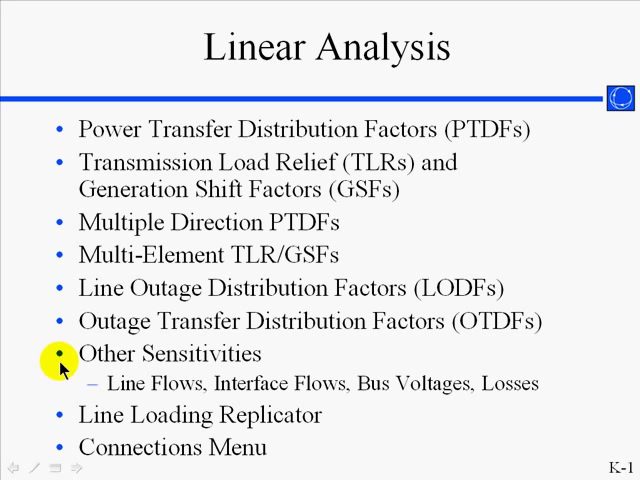 Linear Analysis
• Power Transfer Distribution Factors (PTDFs)
• Transmission Load Relief (TLRs) and
Generation Shift Factors (GSFs)
• Multiple Direction PTDFs
• Multi-Element TLR/GSFs
• Line Outage Distribution Factors (LODFs)
• Outage Transfer Distribution Factors (OTDFs)
• Other Sensitivities
– Line Flows, Interface Flows, Bus Voltages, Losses
• Line Loading Replicator
• Connections Menu
K-1